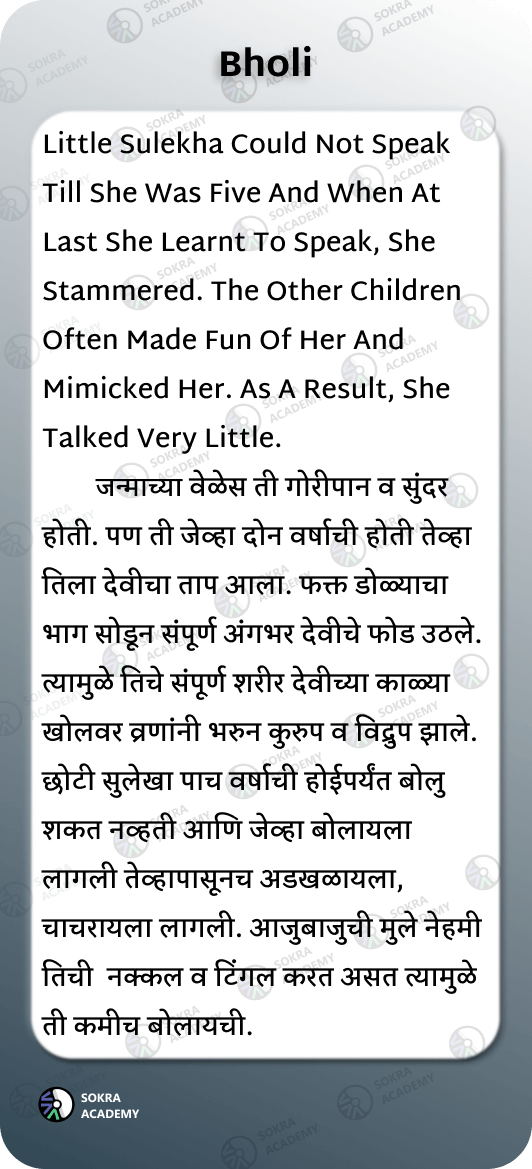 Bholi
Little Sulekha Could Not Speak
Till She Was Five And When At
Last She Learnt To Speak, She
Stammered. The Other Children
Often Made Fun Of Her And
Mimicked Her. As A Result, She
Talked Very Little.
जन्माच्या वेळेस ती गोरीपान व सुंदर
होती. पण ती जेव्हा दोन वर्षाची होती तेव्हा
तिला देवीचा ताप आला. फक्त डोळ्याचा
भाग सोडून संपूर्ण अंगभर देवीचे फोड उठले.
त्यामुळे तिचे संपूर्ण शरीर देवीच्या काळ्या
खोलवर व्रणांनी भरुन कुरुप व विद्रुप झाले.
छोटी सुलेखा पाच वर्षाची होईपर्यंत बोलु
शकत नव्हती आणि जेव्हा बोलायला
लागली तेव्हापासूनच अडखळायला,
चाचरायला लागली. आजुबाजुची मुले नेहमी
तिची नक्कल व टिंगल करत असत त्यामुळे
ती कमीच बोलायची.
SOKRA
ACADEMY